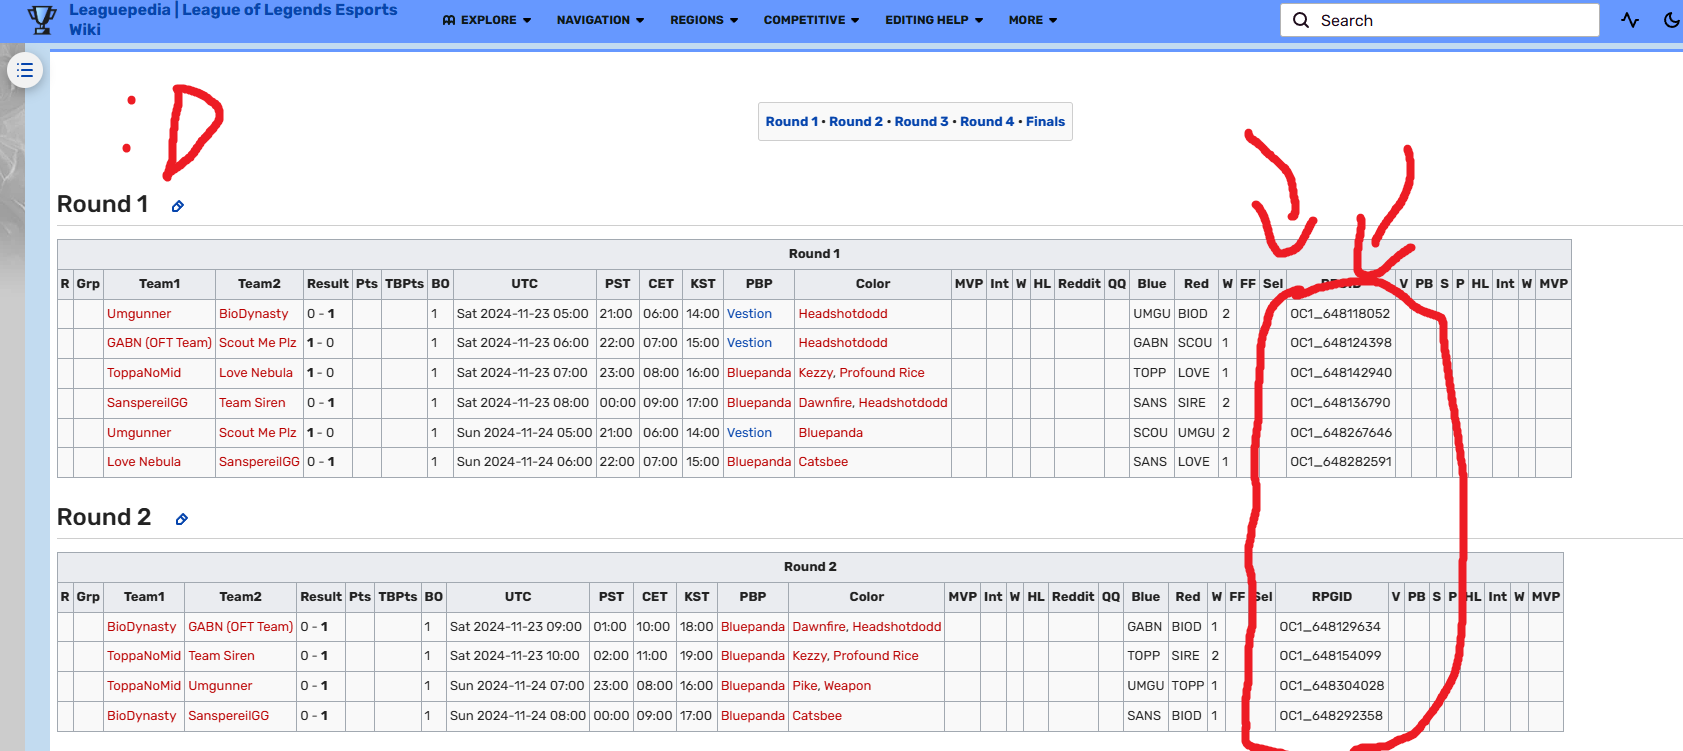 Leaguepedia | League of Legends Esports
Wiki
EXPLORE NAVIGATION REGIONS COMPETITIVE EDITING HELP MORE
Search
:D
Round 1 • Round 2 • Round 3 • Round 4 • Finals
Round 1
Round 1
R Grp Team1 Team2 Result Pts TBPts BO UTC PST CET KST PBP Color MVP Int W HL Reddit QQ Blue Red W FF Sel RPGID V PB S P HL Int W MVP
Umgunner BioDynasty 0 - 1 1 Sat 2024-11-23 05:00 21:00 06:00 14:00 Vestion Headshotdodd UMGU BIOD 2 OC1_648118052
GABN (OFT Team) Scout Me Plz 1 - 0 1 Sat 2024-11-23 06:00 22:00 07:00 15:00 Vestion Headshotdodd GABN SCOU 1 OC1_648124398
ToppaNoMid Love Nebula 1 - 0 1 Sat 2024-11-23 07:00 23:00 08:00 16:00 Bluepanda Kezzy, Profound Rice TOPP LOVE 1 OC1_648142940
SanspereilGG Team Siren 0 - 1 1 Sat 2024-11-23 08:00 00:00 09:00 17:00 Bluepanda Dawnfire, Headshotdodd SANS SIRE 2 OC1_648136790
Umgunner Scout Me Plz 1 - 0 1 Sun 2024-11-24 05:00 21:00 06:00 14:00 Vestion Bluepanda SCOU UMGU 2 OC1_648267646
Love Nebula SanspereilGG 0 - 1 1 Sun 2024-11-24 06:00 22:00 07:00 15:00 Bluepanda Catsbee SANS LOVE 1 OC1_648282591
Round 2
Round 2
R Grp Team1 Team2 Result Pts TBPts BO UTC PST CET KST PBP Color MVP Int W HL Reddit QQ Blue Red W FF Sel RPGID V PB S P HL Int W MVP
BioDynasty GABN (OFT Team) 0 - 1 1 Sat 2024-11-23 09:00 01:00 10:00 18:00 Bluepanda Dawnfire, Headshotdodd GABN BIOD 1 OC1_648129634
ToppaNoMid Team Siren 0 - 1 1 Sat 2024-11-23 10:00 02:00 11:00 19:00 Bluepanda Kezzy, Profound Rice TOPP SIRE 2 OC1_648154099
ToppaNoMid Umgunner 0 - 1 1 Sun 2024-11-24 07:00 23:00 08:00 16:00 Bluepanda Pike, Weapon UMGU TOPP 1 OC1_648304028
BioDynasty SanspereilGG 0 - 1 1 Sun 2024-11-24 08:00 00:00 09:00 17:00 Bluepanda Catsbee SANS BIOD 1 OC1_648292358